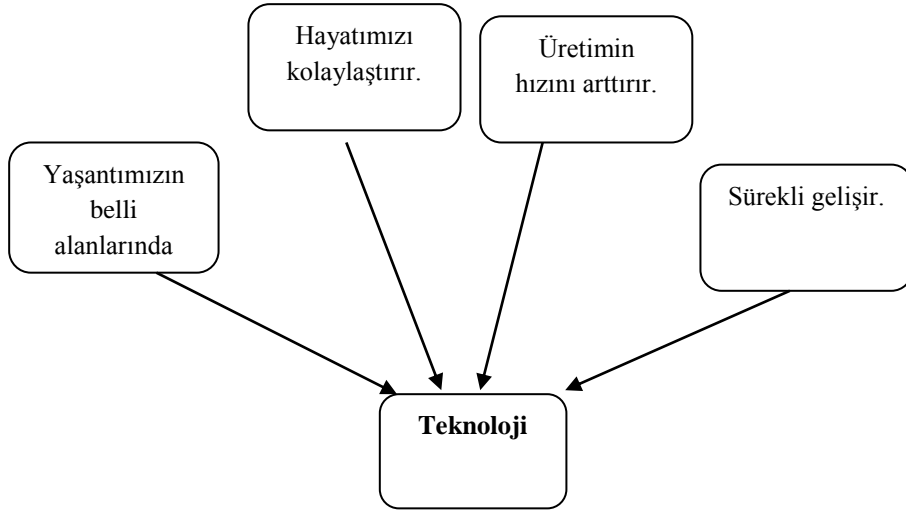 Hayatımızı
kolaylaştırır.
Üretimin
hızını arttırır.
Yaşantımızın
belli
alanlarında
Sürekli gelişir.
Teknoloji